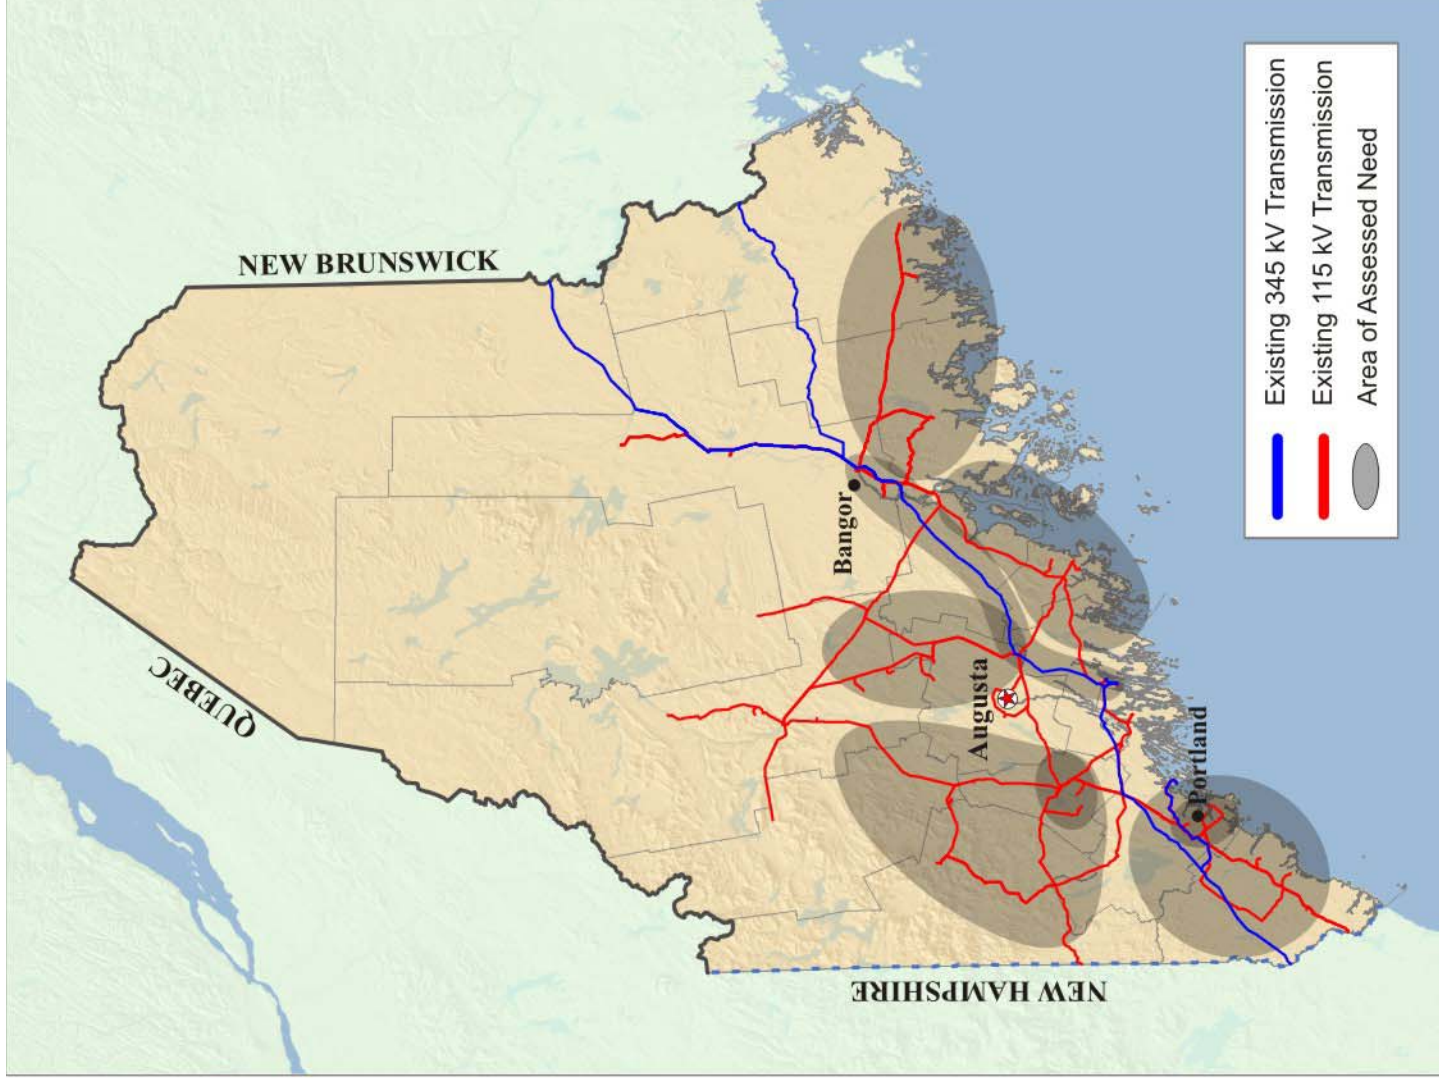 QUEBEC
NEW BRUNSWICK
NEW HAMPSHIRE
Bangor
Augusta
Portland
Existing 345 kV Transmission
Existing 115 kV Transmission
Area of Assessed Need